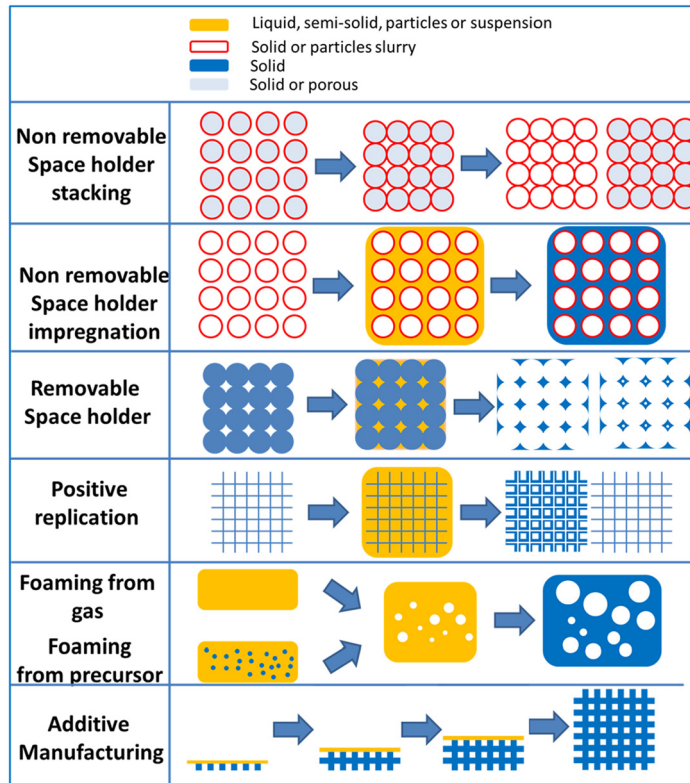 Liquid, semi-solid, particles or suspension
Solid or particles slurry
Solid
Solid or porous
Non removable
Space holder
stacking
Non removable
Space holder
impregnation
Removable
Space holder
Positive
replication
Foaming from
gas
Foaming
from precursor
Additive
Manufacturing